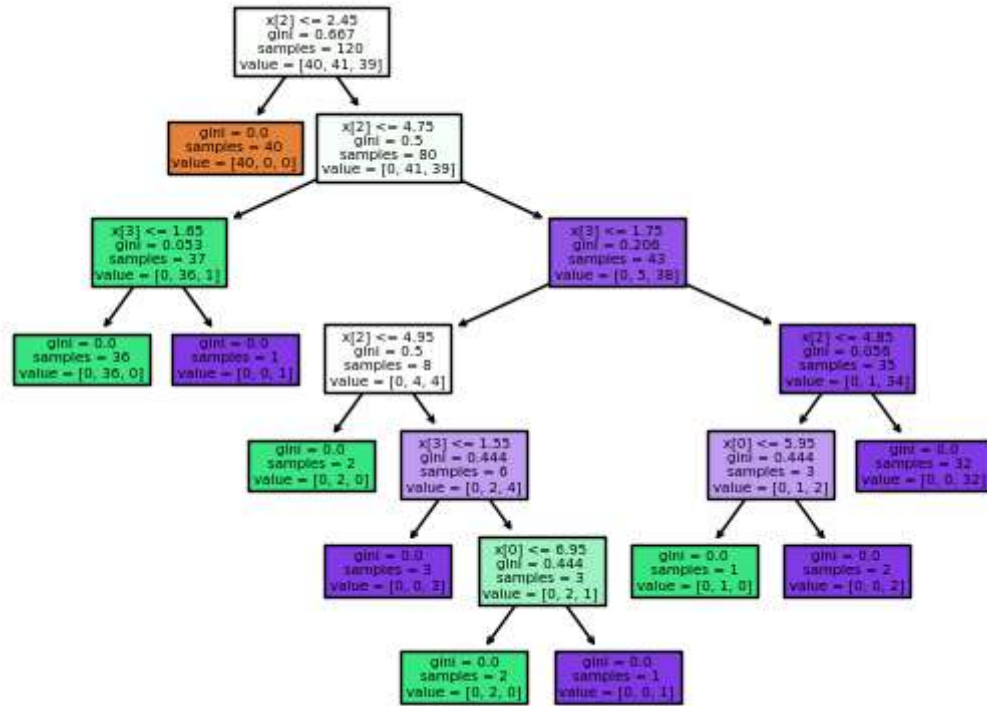 x[2] <= 2.45
gini = 0.667
samples = 120
value = [40, 41, 39]
gini = 0.0
samples = 40
value = [40, 0, 0]
x[2] <= 4.75
gini = 0.5
samples = 80
value = [0, 41, 39]
x[3] <= 1.65
gini = 0.053
samples = 37
value = [0, 36, 1]
x[3] <= 1.75
gini = 0.206
samples = 43
value = [0, 5, 38]
gini = 0.0
samples = 36
value = [0, 36, 0]
gini = 0.0
samples = 1
value = [0, 0, 1]
x[2] <= 4.95
gini = 0.5
samples = 8
value = [0, 4, 4]
x[2] <= 4.85
gini = 0.056
samples = 35
value = [0, 1, 34]
gini = 0.0
samples = 2
value = [0, 2, 0]
x[3] <= 1.55
gini = 0.444
samples = 6
value = [0, 2, 4]
x[0] <= 5.95
gini = 0.444
samples = 3
value = [0, 1, 2]
gini = 0.0
samples = 32
value = [0, 0, 32]
gini = 0.0
samples = 3
value = [0, 0, 3]
x[0] <= 6.95
gini = 0.444
samples = 3
value = [0, 2, 1]
gini = 0.0
samples = 1
value = [0, 1, 0]
gini = 0.0
samples = 2
value = [0, 0, 2]
gini = 0.0
samples = 2
value = [0, 2, 0]
gini = 0.0
samples = 1
value = [0, 0, 1]